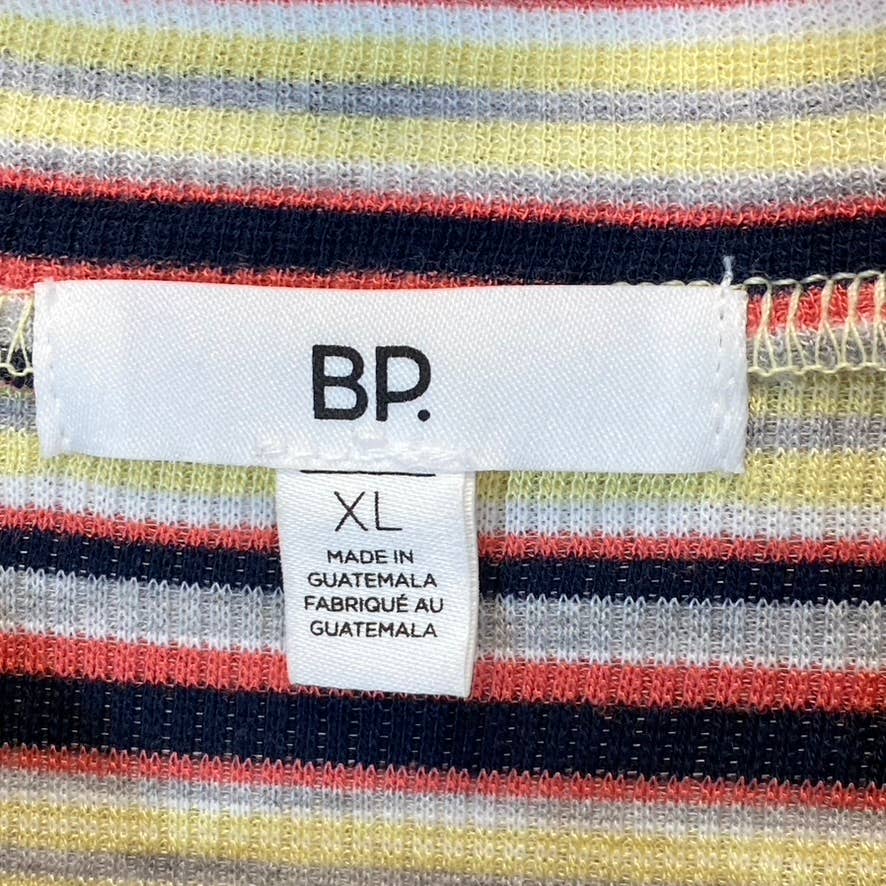 BP.
XL
MADE IN
GUATEMALA
FABRIQUÉ AU
GUATEMALA